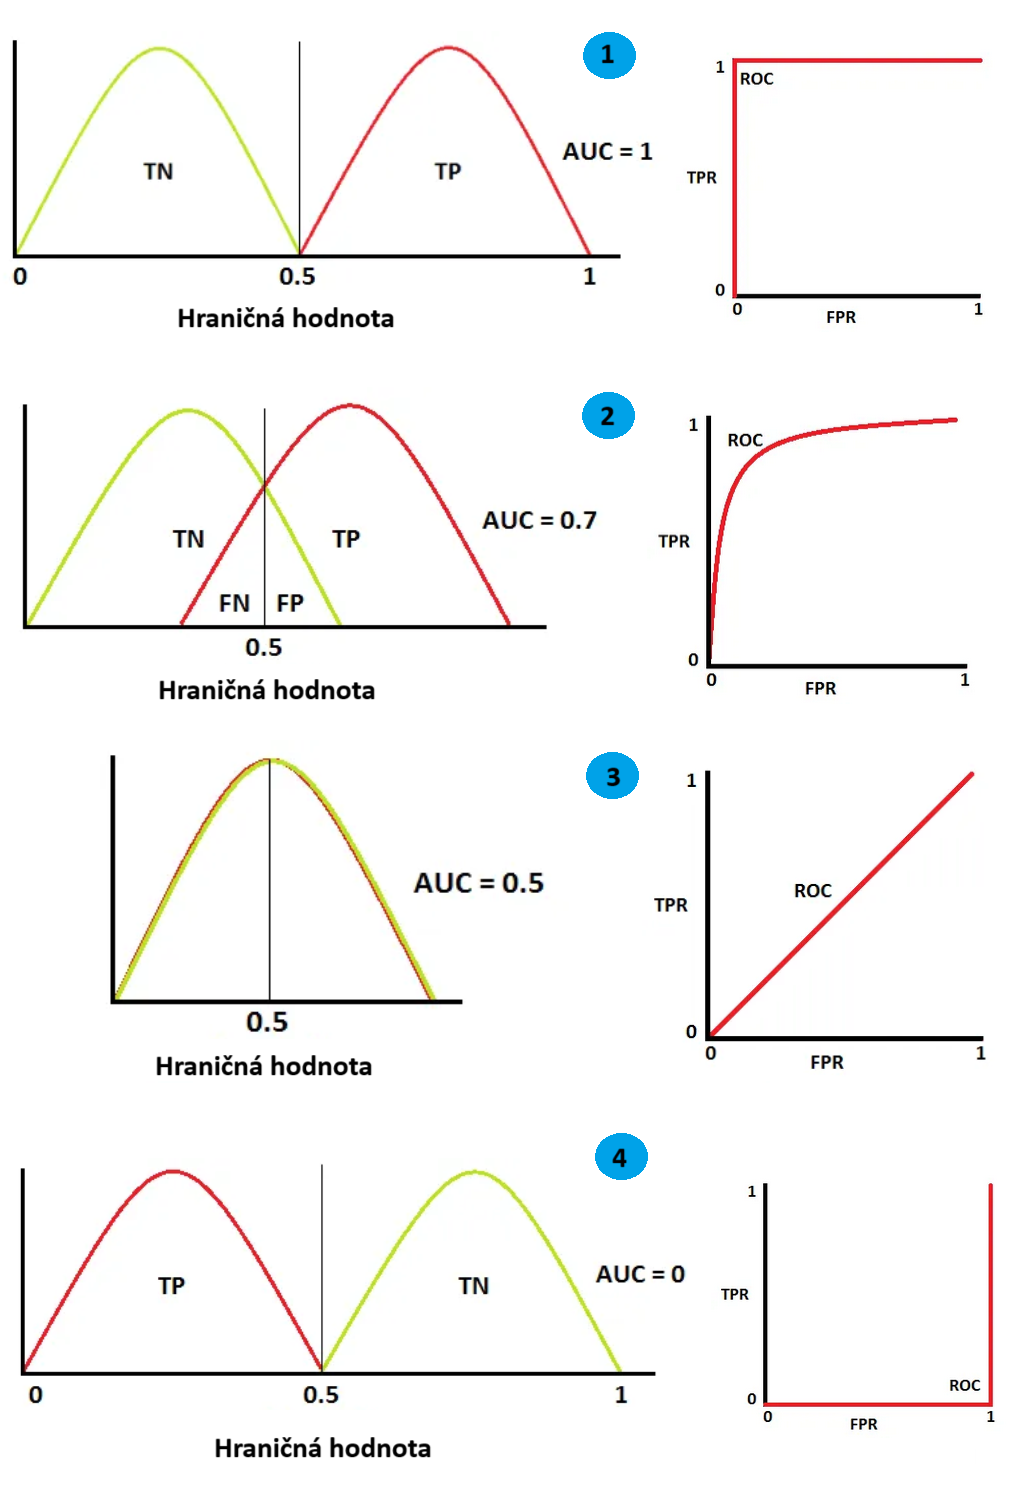 1
TN
TP
AUC = 1
0
0.5
1
Hraničná hodnota
1
ROC
TPR
0
0
1
FPR
2
TN
TP
AUC = 0.7
FN
FP
0.5
Hraničná hodnota
1
ROC
TPR
0
0
1
FPR
3
AUC = 0.5
0.5
Hraničná hodnota
1
ROC
TPR
0
0
1
FPR
4
TP
TN
AUC = 0
0
0.5
1
Hraničná hodnota
1
TPR
ROC
0
0
1
FPR